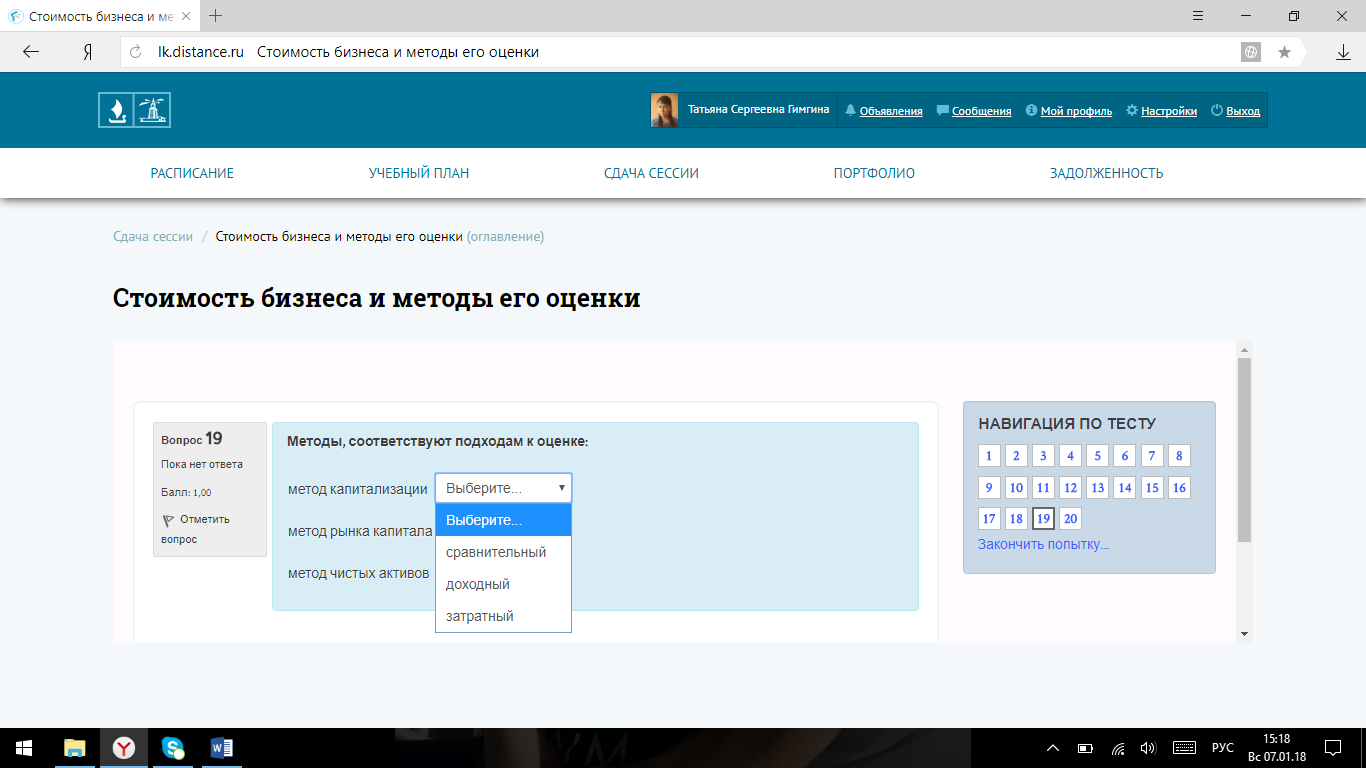 Стоимость бизнеса и ме
lk.distance.ru Стоимость бизнеса и методы его оценки
Татьяна Сергеевна Гимгина Объявления Сообщения Мой профиль Настройки Выход
РАСПИСАНИЕ УЧЕБНЫЙ ПЛАН СДАЧА СЕССИИ ПОРТФОЛИО ЗАДОЛЖЕННОСТЬ
Сдача сессии / Стоимость бизнеса и методы его оценки (оглавление)
Стоимость бизнеса и методы его оценки
Вопрос 19
Пока нет ответа
Балл: 1,00
Отметить
вопрос
Методы, соответствуют подходам к оценке:
метод капитализации Выберите...
Выберите...
метод рынка капитала
сравнительный
метод чистых активов
доходный
затратный
НАВИГАЦИЯ ПО ТЕСТУ
1 2 3 4 5 6 7 8
9 10 11 12 13 14 15 16
17 18 19 20
Закончить попытку...
РУС
15:18
Вс 07.01.18